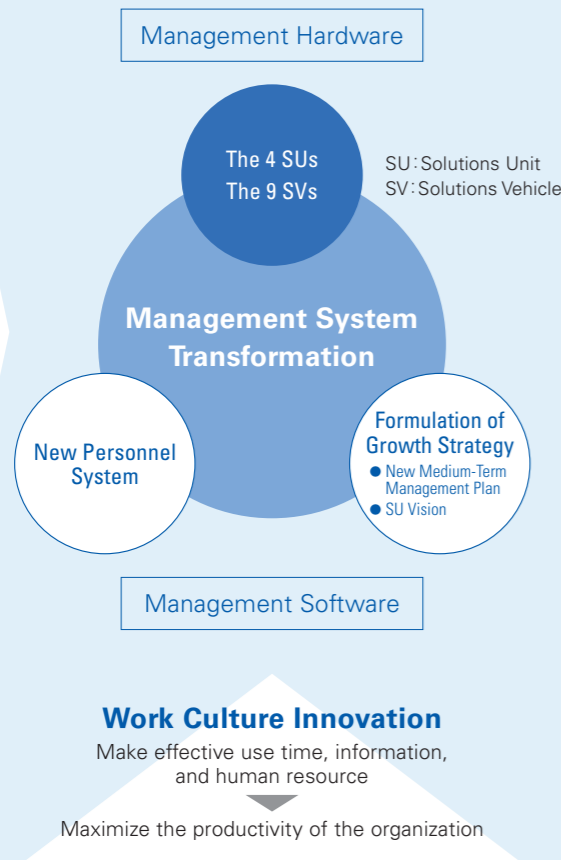 Management Hardware
The 4 SUs
The 9 SVs
SU:Solutions Unit
SV:Solutions Vehicle
Management System
Transformation
New Personnel
System
Formulation of
Growth Strategy
● New Medium-Term
Management Plan
● SU Vision
Management Software
Work Culture Innovation
Make effective use time, information,
and human resource
Maximize the productivity of the organization